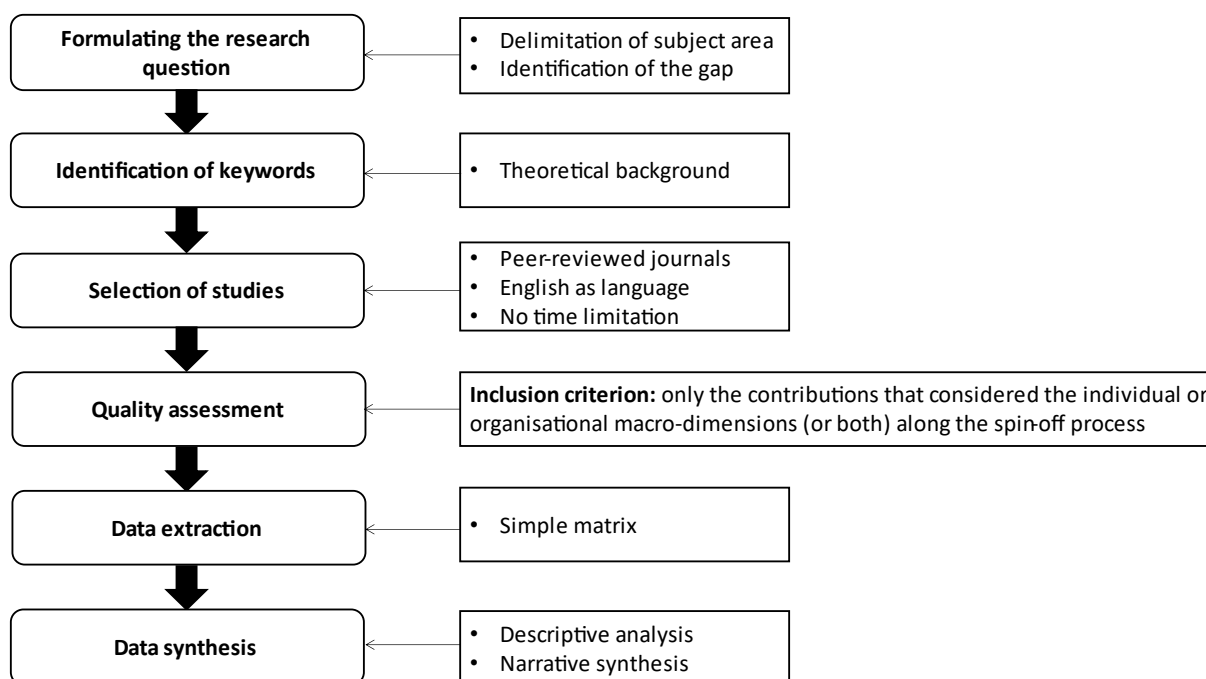 Formulating the research
question
• Delimitation of subject area
• Identification of the gap
Identification of keywords
• Theoretical background
Selection of studies
• Peer-reviewed journals
• English as language
• No time limitation
Quality assessment
Inclusion criterion: only the contributions that considered the individual or
organisational macro-dimensions (or both) along the spin-off process
Data extraction
• Simple matrix
Data synthesis
• Descriptive analysis
• Narrative synthesis